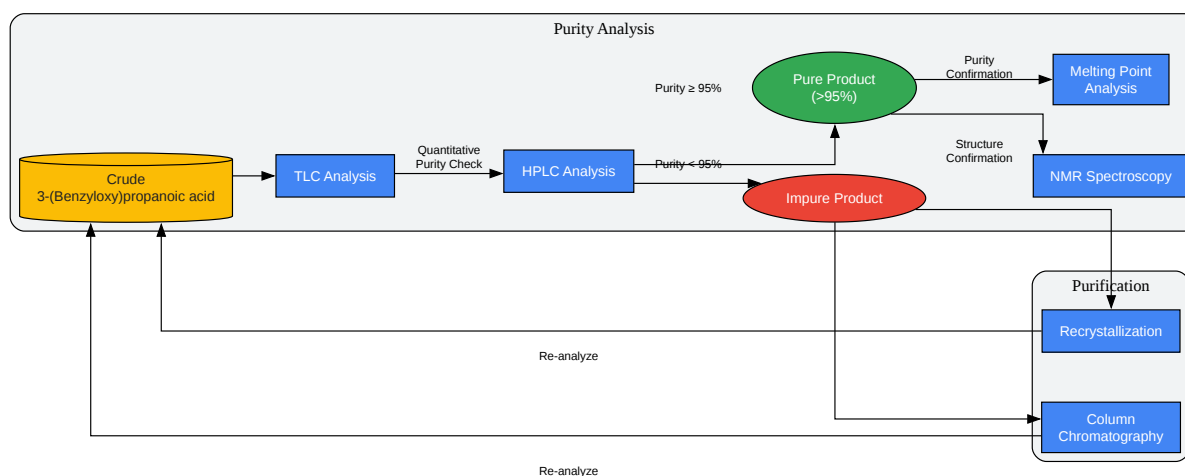 Purity Analysis
Crude
3-(Benzyloxy)propanoic acid
TLC Analysis
Quantitative
Purity Check
HPLC Analysis
Purity ≥ 95%
Purity < 95%
Pure Product
(>95%)
Impure Product
Purity
Confirmation
Melting Point
Analysis
Structure
Confirmation
NMR Spectroscopy
Purification
Recrystallization
Re-analyze
Column
Chromatography
Re-analyze